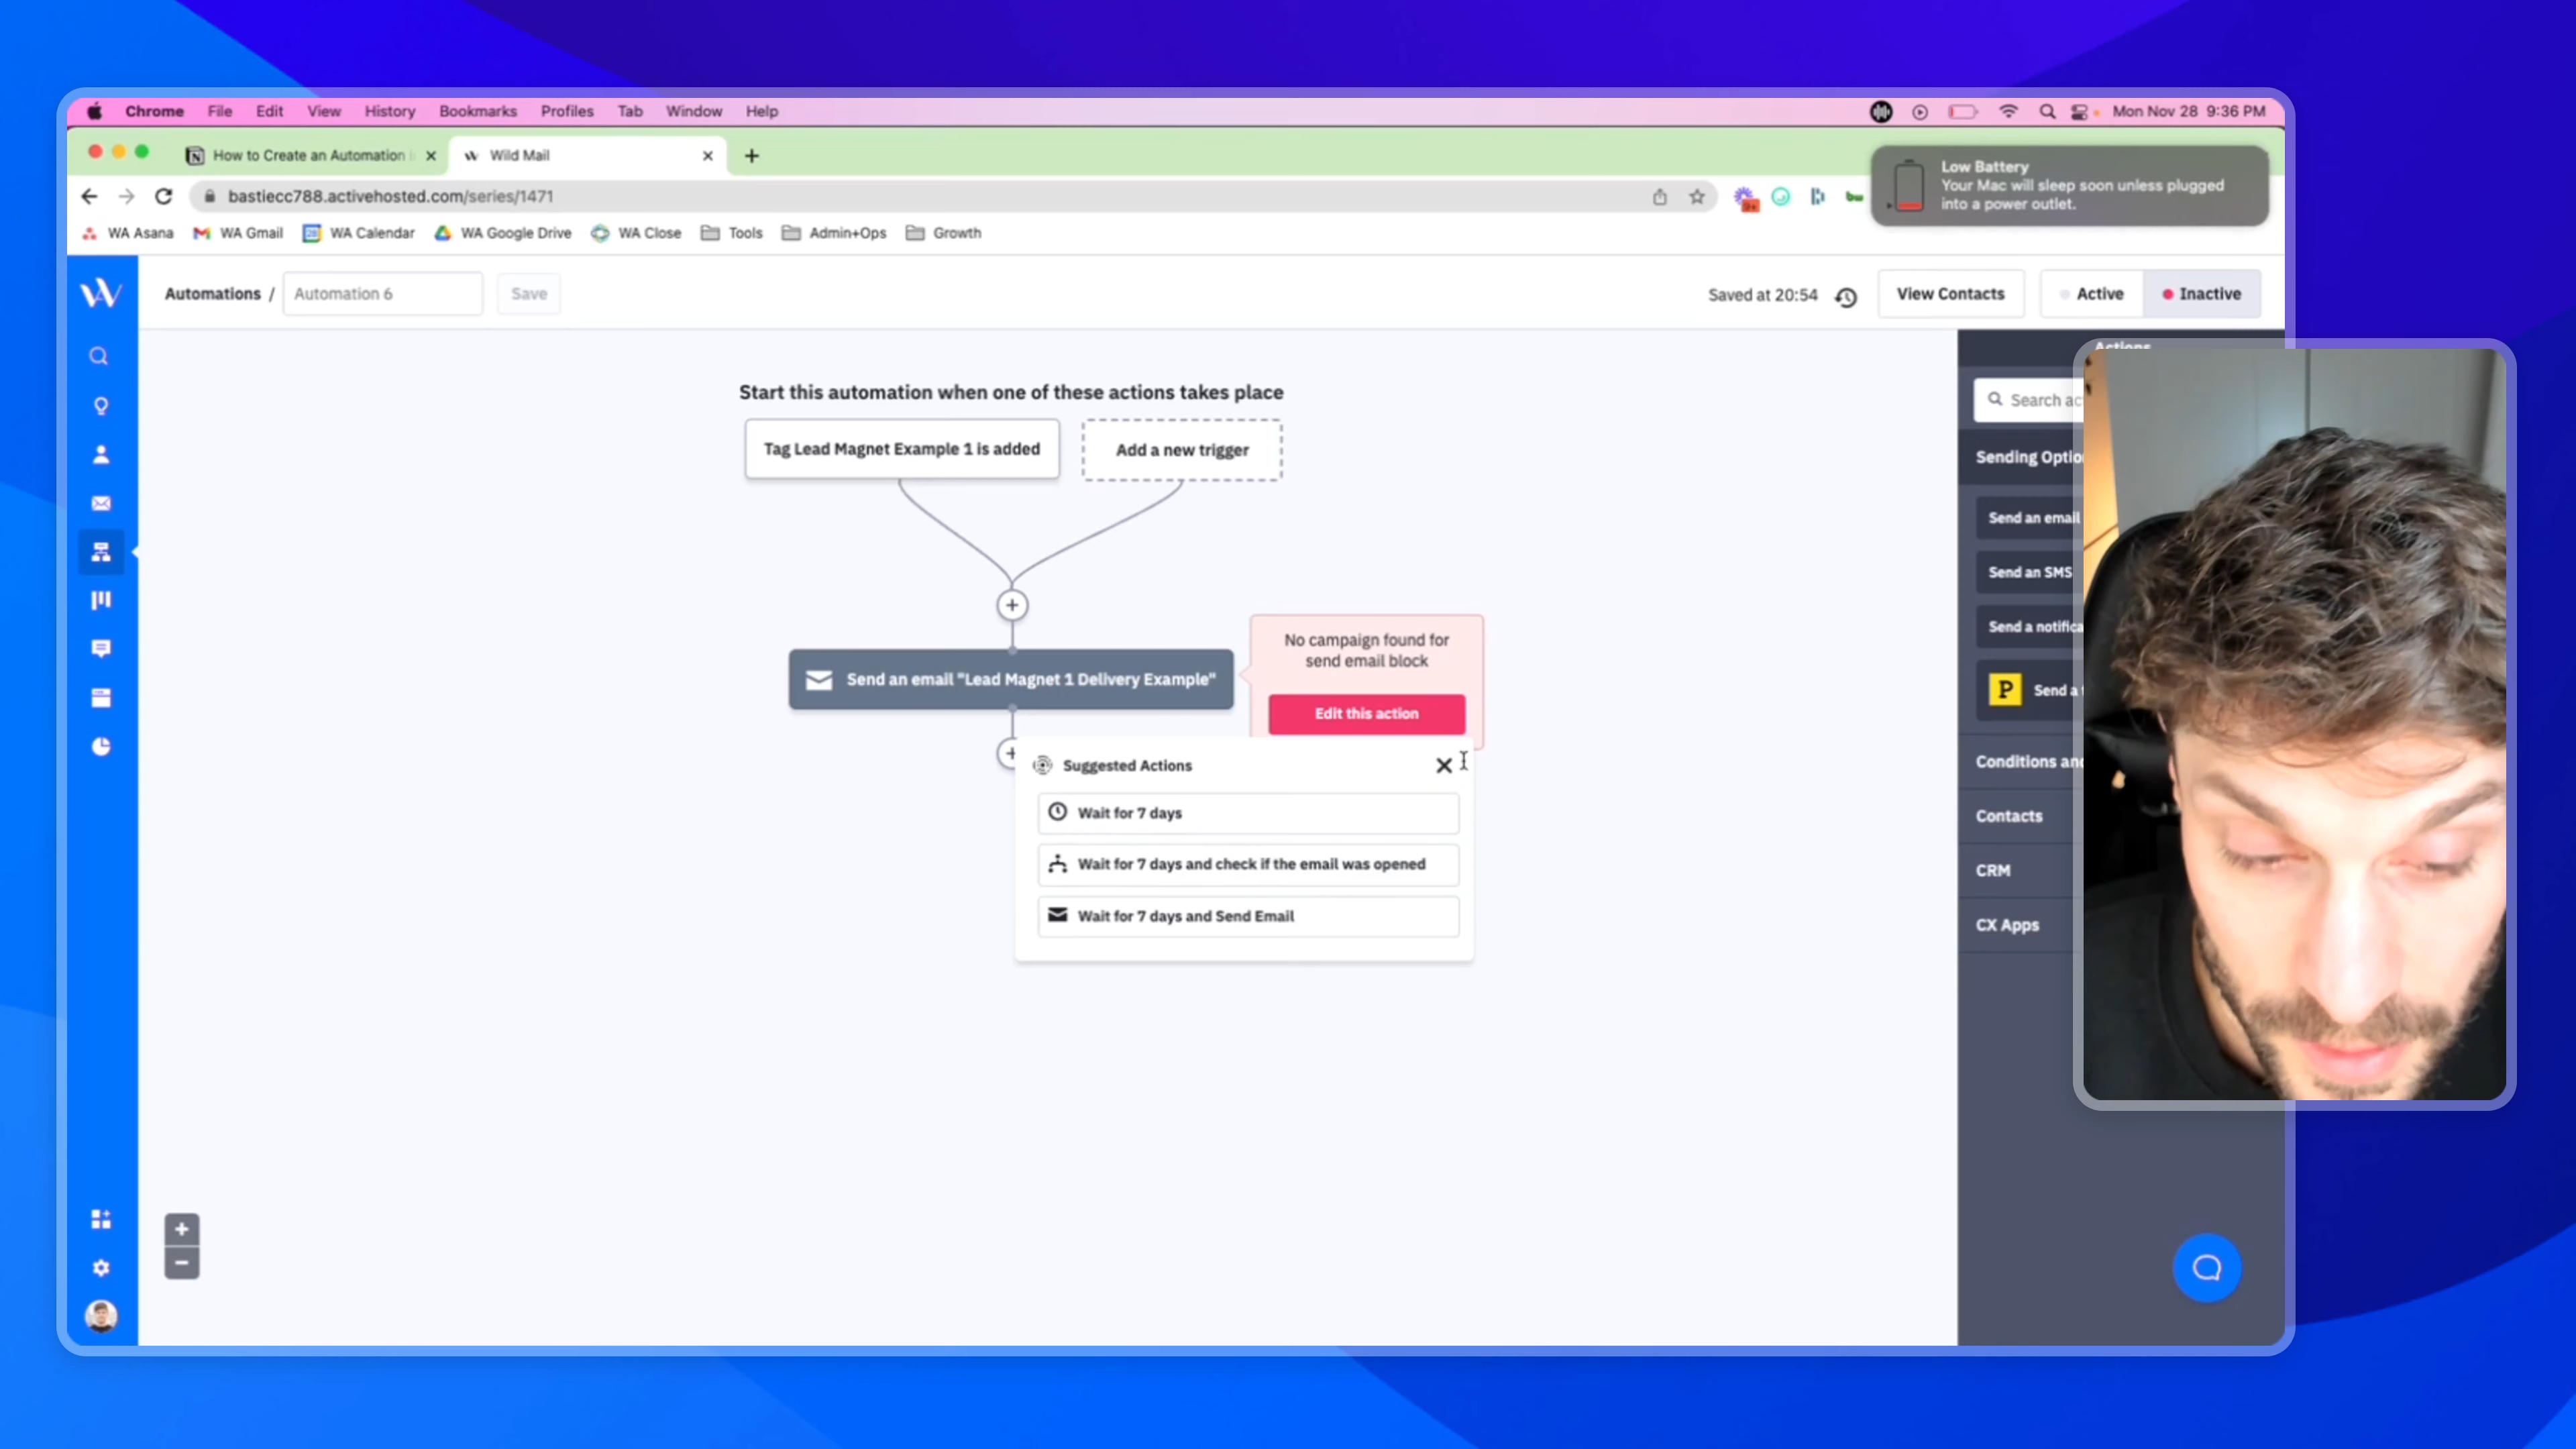 Chrome File Edit View History Bookmarks Profiles Tab Window Help
Mon Nov 28 9:36 PM
How to Create an Automation
Wild Mail
Low Battery
Your Mac will sleep soon unless plugged
into a power outlet.
bastiecc788.activehosted.com/series/1471
WA Asana WA Gmail WA Calendar WA Google Drive WA Close Tools Admin+Ops Growth
Automations / Automation 6 Save
Saved at 20:54 View Contacts Active Inactive
Actions
Start this automation when one of these actions takes place
Tag Lead Magnet Example 1 is added
Add a new trigger
Send an email "Lead Magnet 1 Delivery Example"
No campaign found for
send email block
Edit this action
Suggested Actions
Wait for 7 days
Wait for 7 days and check if the email was opened
Wait for 7 days and Send Email
Search ac
Sending Optio
Send an email
Send an SMS
Send a notifica
P Send a
Conditions and
Contacts
CRM
CX Apps